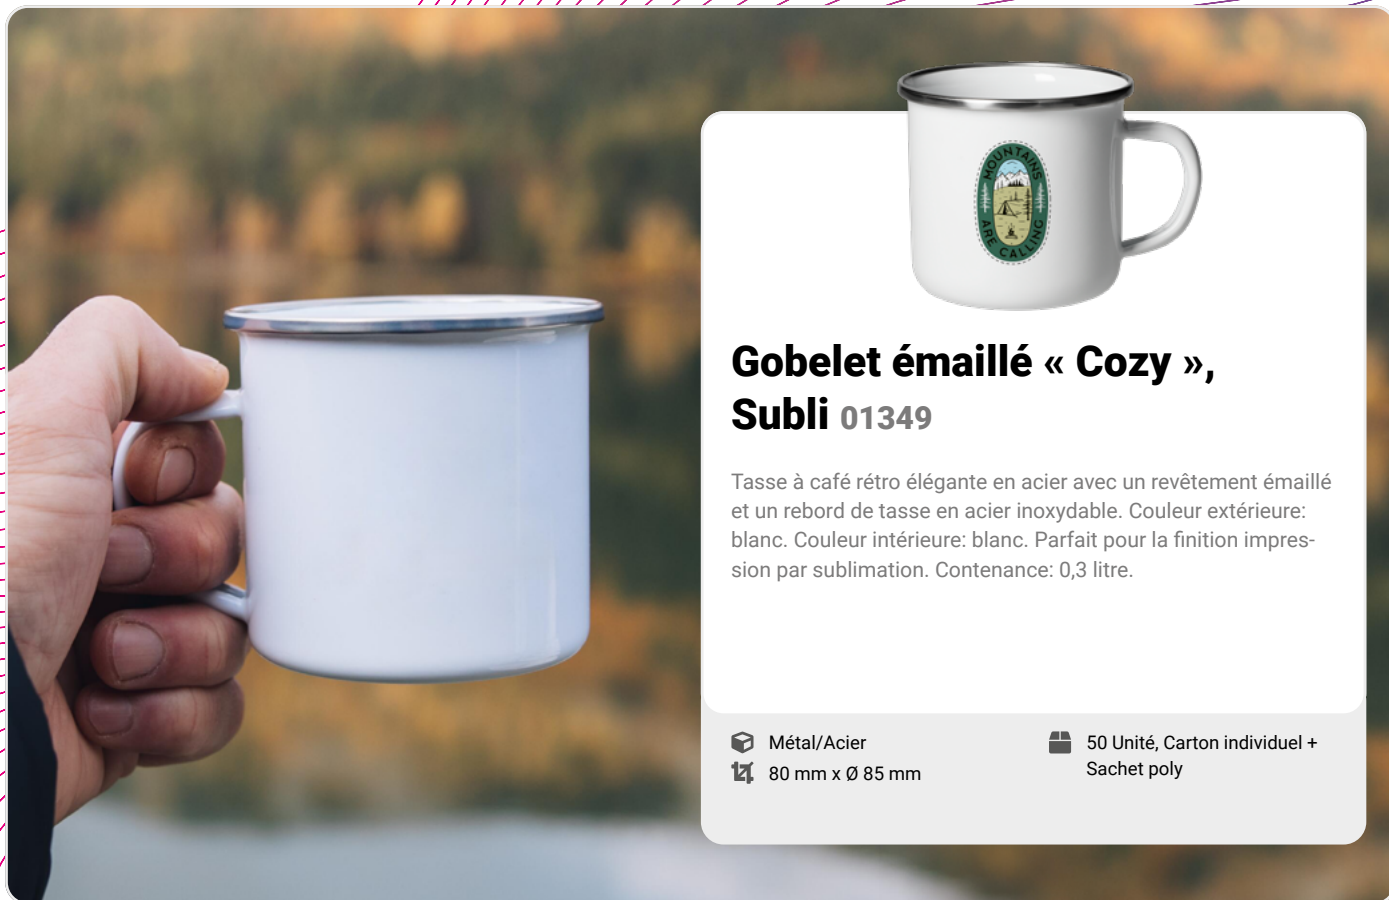 MOUNTAINS
ARE CALLING
Gobelet émaillé « Cozy »,
Subli 01349
Tasse à café rétro élégante en acier avec un revêtement émaillé
et un rebord de tasse en acier inoxydable. Couleur extérieure:
blanc. Couleur intérieure: blanc. Parfait pour la finition impres-
sion par sublimation. Contenance: 0,3 litre.
Métal/Acier
80 mm x Ø 85 mm
50 Unité, Carton individuel +
Sachet poly